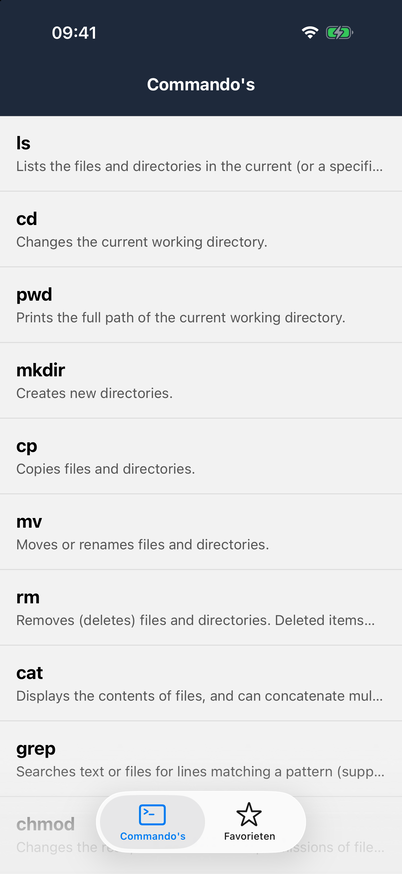 09:41
Commando's
ls
Lists the files and directories in the current (or a specifi...
cd
Changes the current working directory.
pwd
Prints the full path of the current working directory.
mkdir
Creates new directories.
cp
Copies files and directories.
mv
Moves or renames files and directories.
rm
Removes (deletes) files and directories. Deleted items...
cat
Displays the contents of files, and can concatenate mul...
grep
Searches text or files for lines matching a pattern (supp...
chmod
Changes the
of file...
Commando's
Favorieten